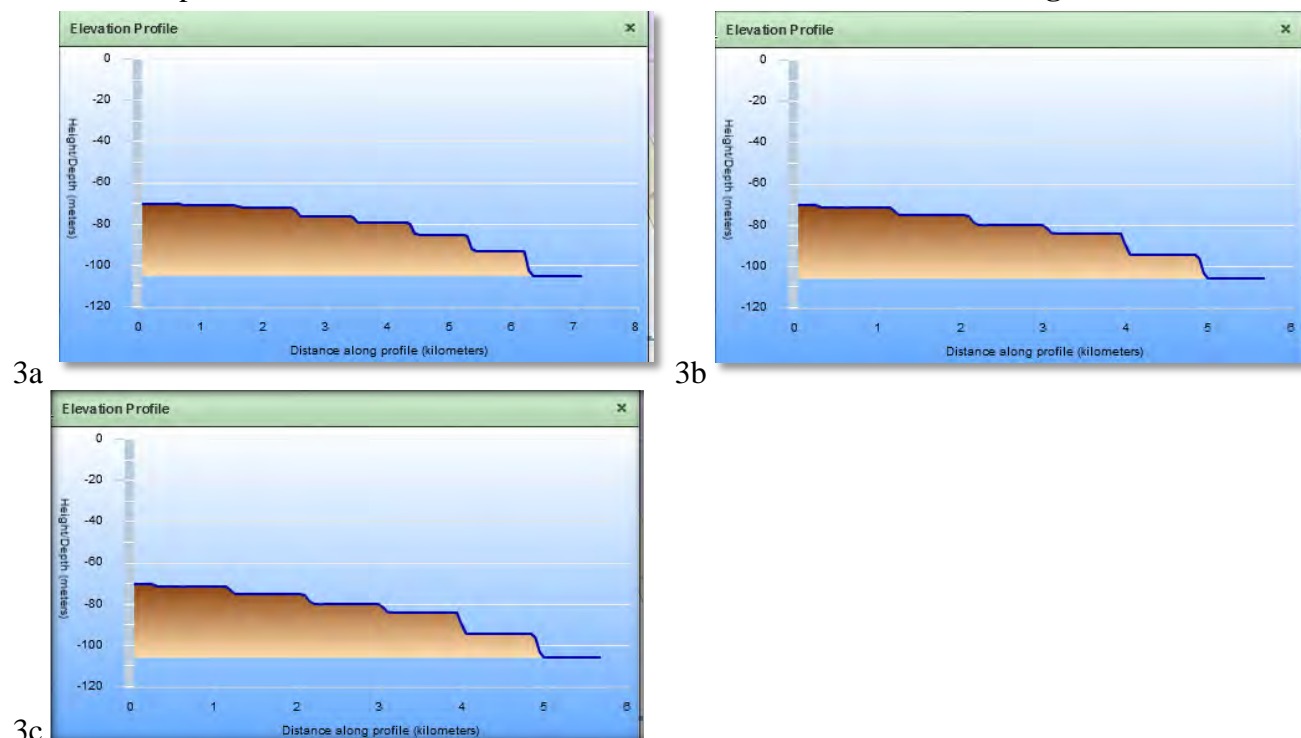 Elevation Profile ×
0
-20
-40
-60
-80
-100
-120
Height/Depth (meters)
0 1 2 3 4 5 6 7 8
Distance along profile (kilometers)
3a
Elevation Profile ×
0
-20
-40
-60
-80
-100
-120
Height/Depth (meters)
0 1 2 3 4 5 6
Distance along profile (kilometers)
3b
Elevation Profile ×
0
-20
-40
-60
-80
-100
-120
Height/Depth (meters)
0 1 2 3 4 5 6
Distance along profile (kilometers)
3c